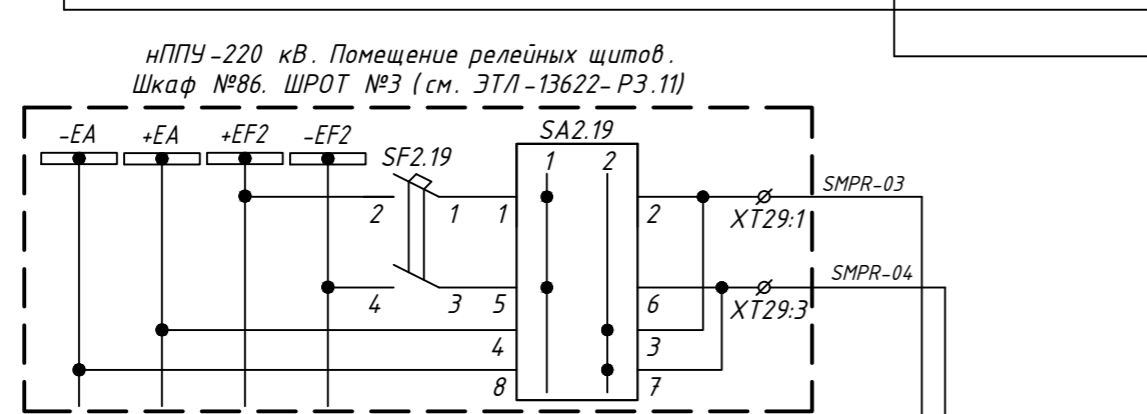 нППУ-220 кВ. Помещение релейных щитов.
Шкаф №86. ШРОТ №3 (см. ЭТЛ-13622-РЗ.11)
-EA +EA +EF2 -EF2 SA2.19
SF2.19 1 2
SMPR-03
2 1 1 2 XT29:1
SMPR-04
4 3 5 6 XT29:3
4 3
8 7